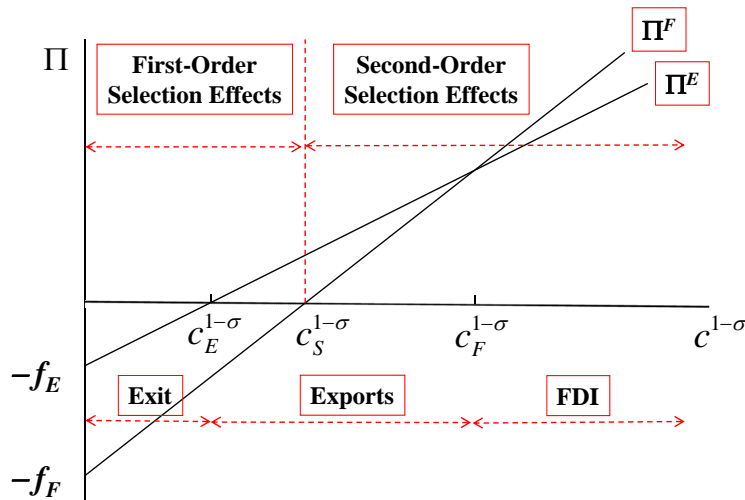 Π
First-Order
Selection Effects
Second-Order
Selection Effects
Π^F
Π^E
c_E^{1−σ}
c_S^{1−σ}
c_F^{1−σ}
c^{1−σ}
−f_E
Exit
Exports
FDI
−f_F